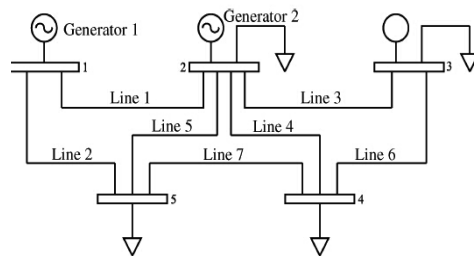 Generator 1
Generator 2
1
2
3
Line 1
Line 3
Line 5
Line 4
Line 2
Line 7
Line 6
5
4